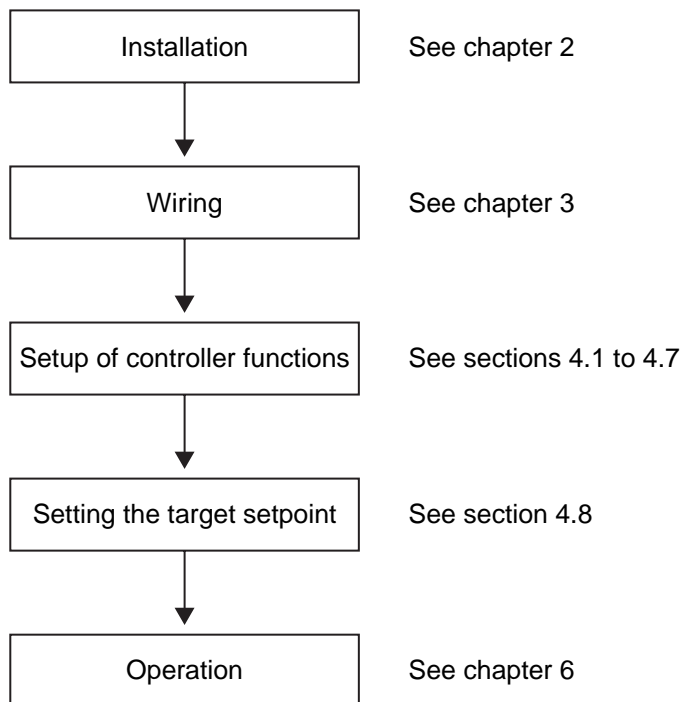 Installation See chapter 2
Wiring See chapter 3
Setup of controller functions See sections 4.1 to 4.7
Setting the target setpoint See section 4.8
Operation See chapter 6